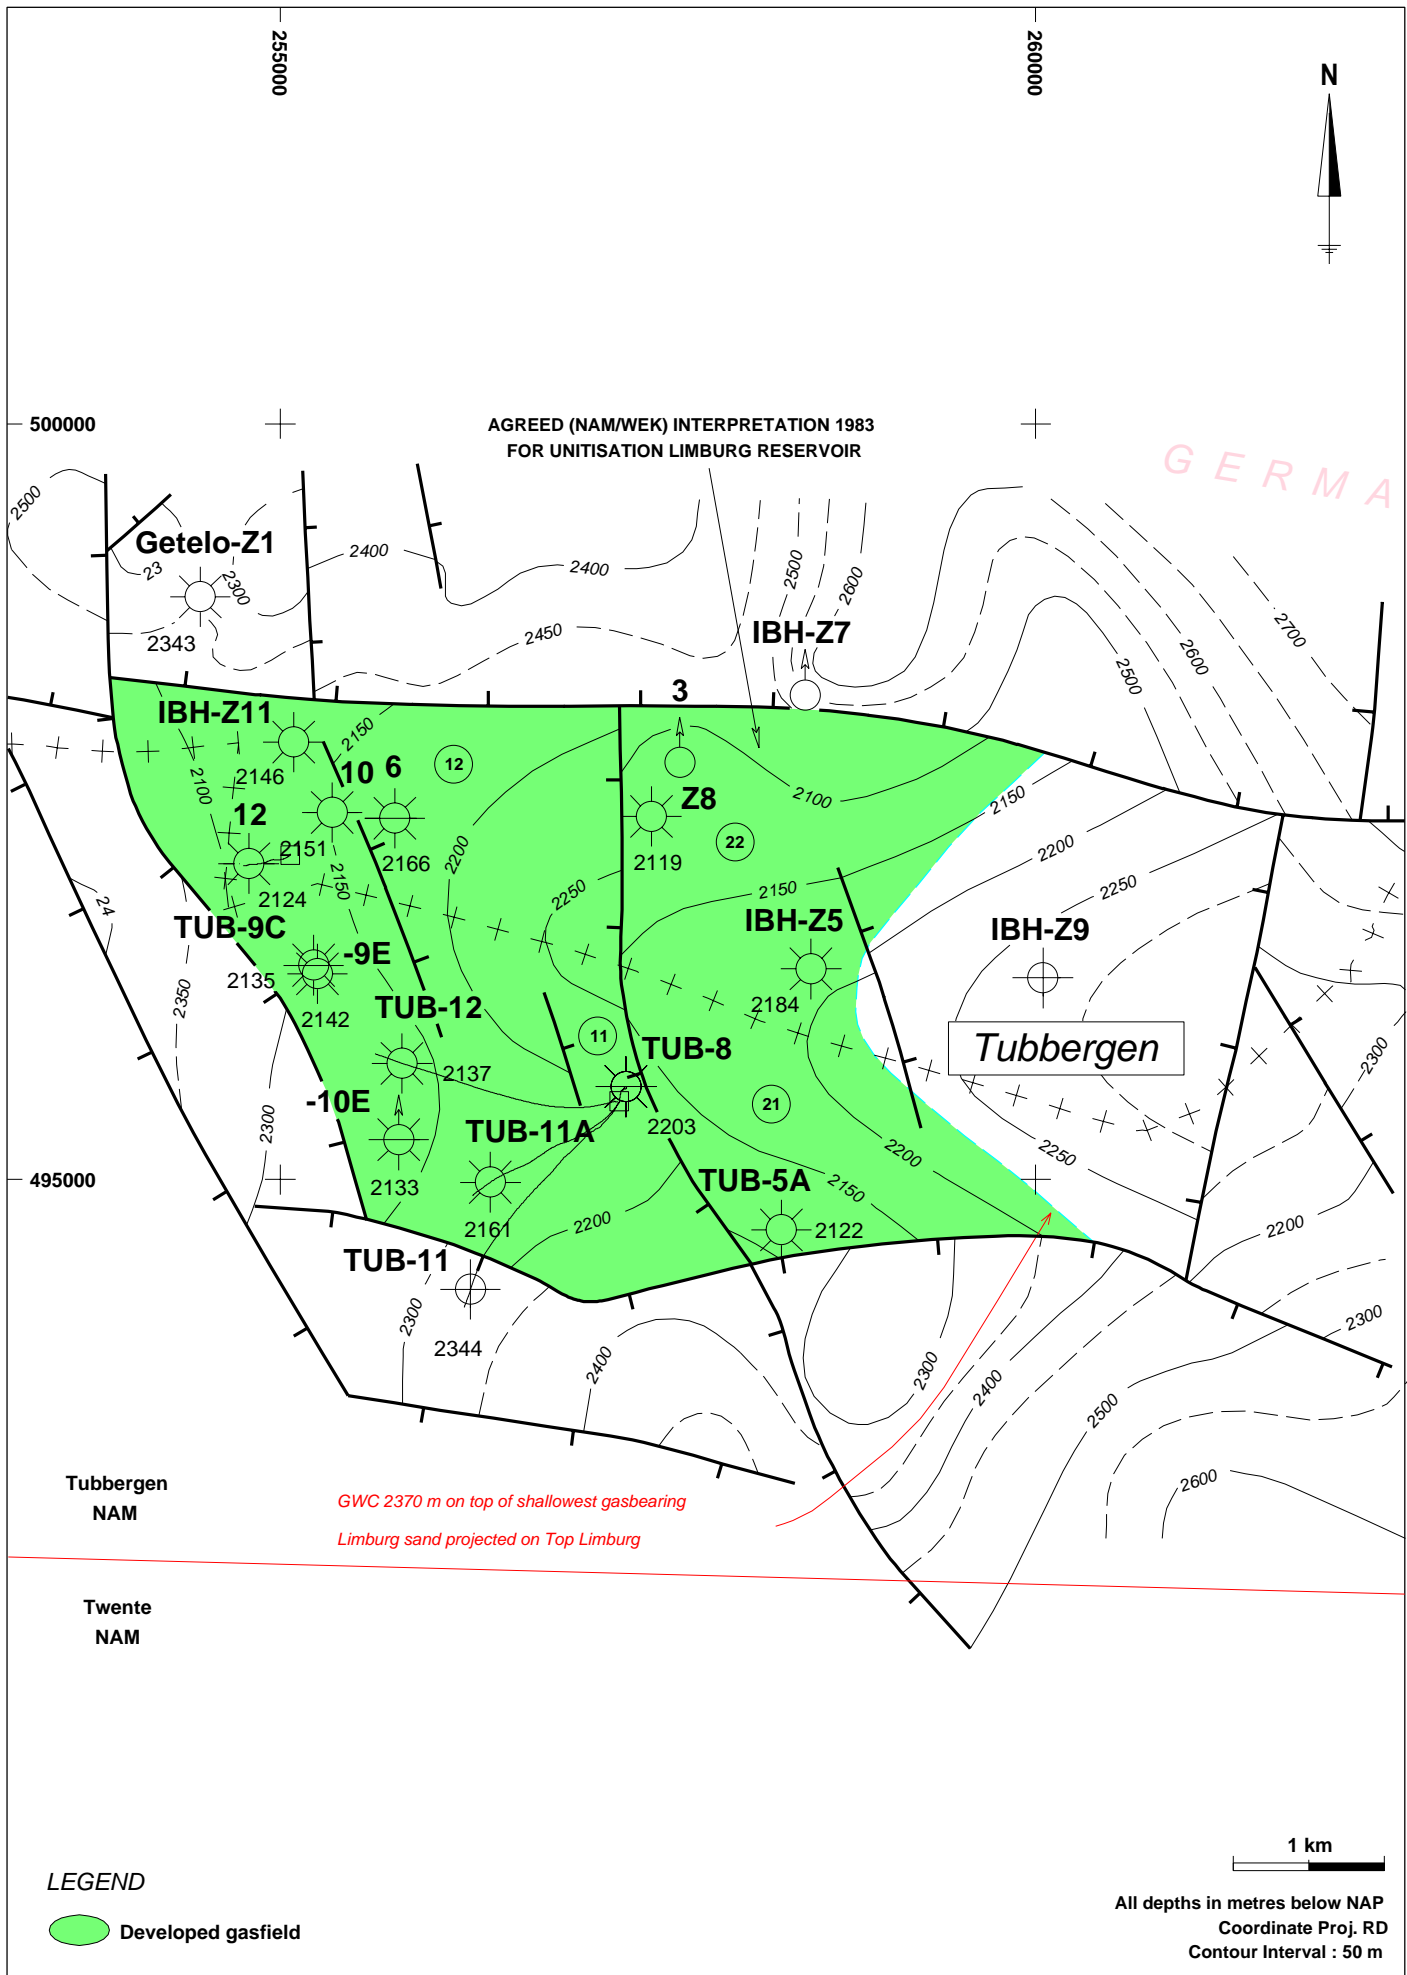 255000
260000
N
500000
AGREED (NAM/WEK) INTERPRETATION 1983
FOR UNITISATION LIMBURG RESERVOIR
GERMA
2500
Getelo-Z1
23
2300
2343
2400
2400
2450
2500
2600
IBH-Z7
2700
2600
2500
3
IBH-Z11
2150
2146
2100
10
6
12
12
2151
2166
2124
2150
2200
2250
Z8
2119
22
2100
2150
2150
2200
2250
24
TUB-9C
-9E
2135
2142
2350
IBH-Z5
2184
IBH-Z9
Tubbergen
TUB-12
2137
11
TUB-8
2203
21
2300
-10E
2133
2300
TUB-11A
2161
2200
2250
495000
TUB-5A
2150
2122
2200
2200
TUB-11
2344
2300
2400
2300
2400
2500
2300
2600
Tubbergen
NAM
GWC 2370 m on top of shallowest gasbearing
Limburg sand projected on Top Limburg
Twente
NAM
1 km
LEGEND
Developed gasfield
All depths in metres below NAP
Coordinate Proj. RD
Contour Interval : 50 m